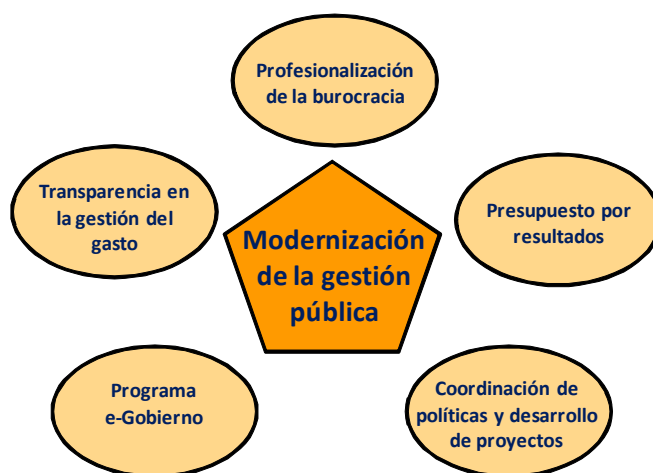 Profesionalización
de la burocracia
Transparencia en
la gestión del
gasto
Presupuesto por
resultados
Modernización
de la gestión
pública
Programa
e-Gobierno
Coordinación de
políticas y desarrollo
de proyectos